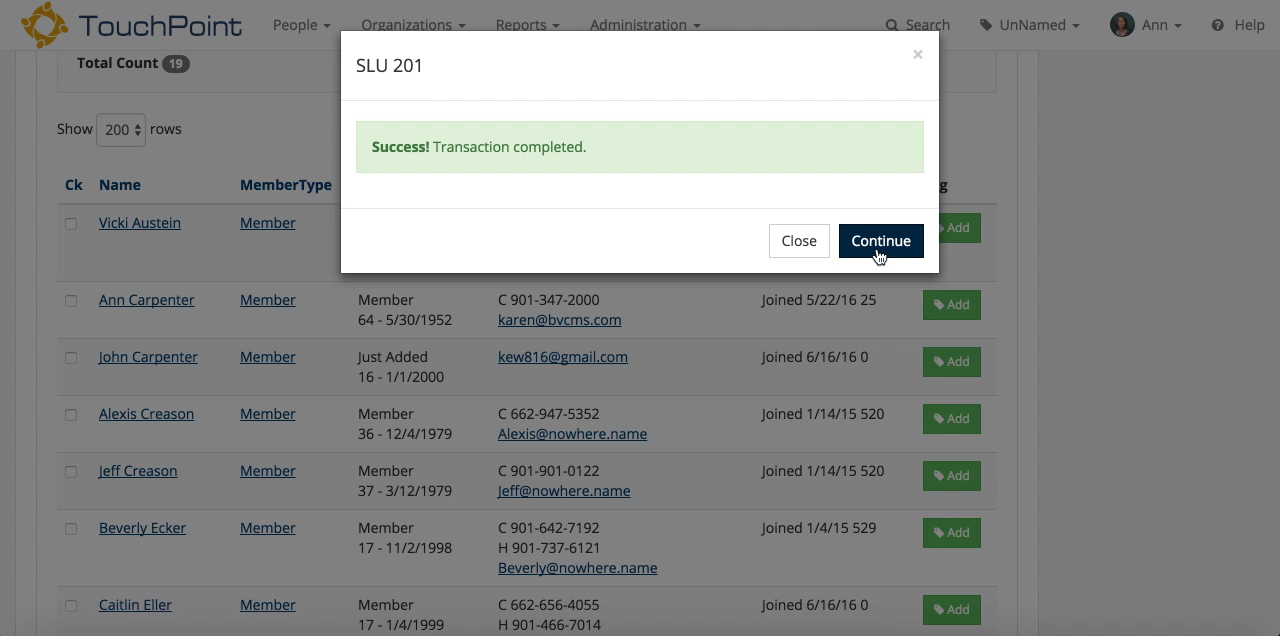 TouchPoint People Organizations Reports Administration Search UnNamed Ann Help
Total Count 19
SLU 201
×
Success! Transaction completed.
Close Continue
Show 200 rows
Ck Name MemberType
Vicki Austein Member Add
Ann Carpenter Member Member C 901-347-2000 Joined 5/22/16 25 Add
64 - 5/30/1952 karen@bvcms.com
John Carpenter Member Just Added kew816@gmail.com Joined 6/16/16 0 Add
16 - 1/1/2000
Alexis Creason Member Member C 662-947-5352 Joined 1/14/15 520 Add
36 - 12/4/1979 Alexis@nowhere.name
Jeff Creason Member Member C 901-901-0122 Joined 1/14/15 520 Add
37 - 3/12/1979 Jeff@nowhere.name
Beverly Ecker Member Member C 901-642-7192 Joined 1/4/15 529 Add
17 - 11/2/1998 H 901-737-6121
Beverly@nowhere.name
Caitlin Eller Member Member C 662-656-4055 Joined 6/16/16 0 Add
17 - 1/4/1999 H 901-466-7014